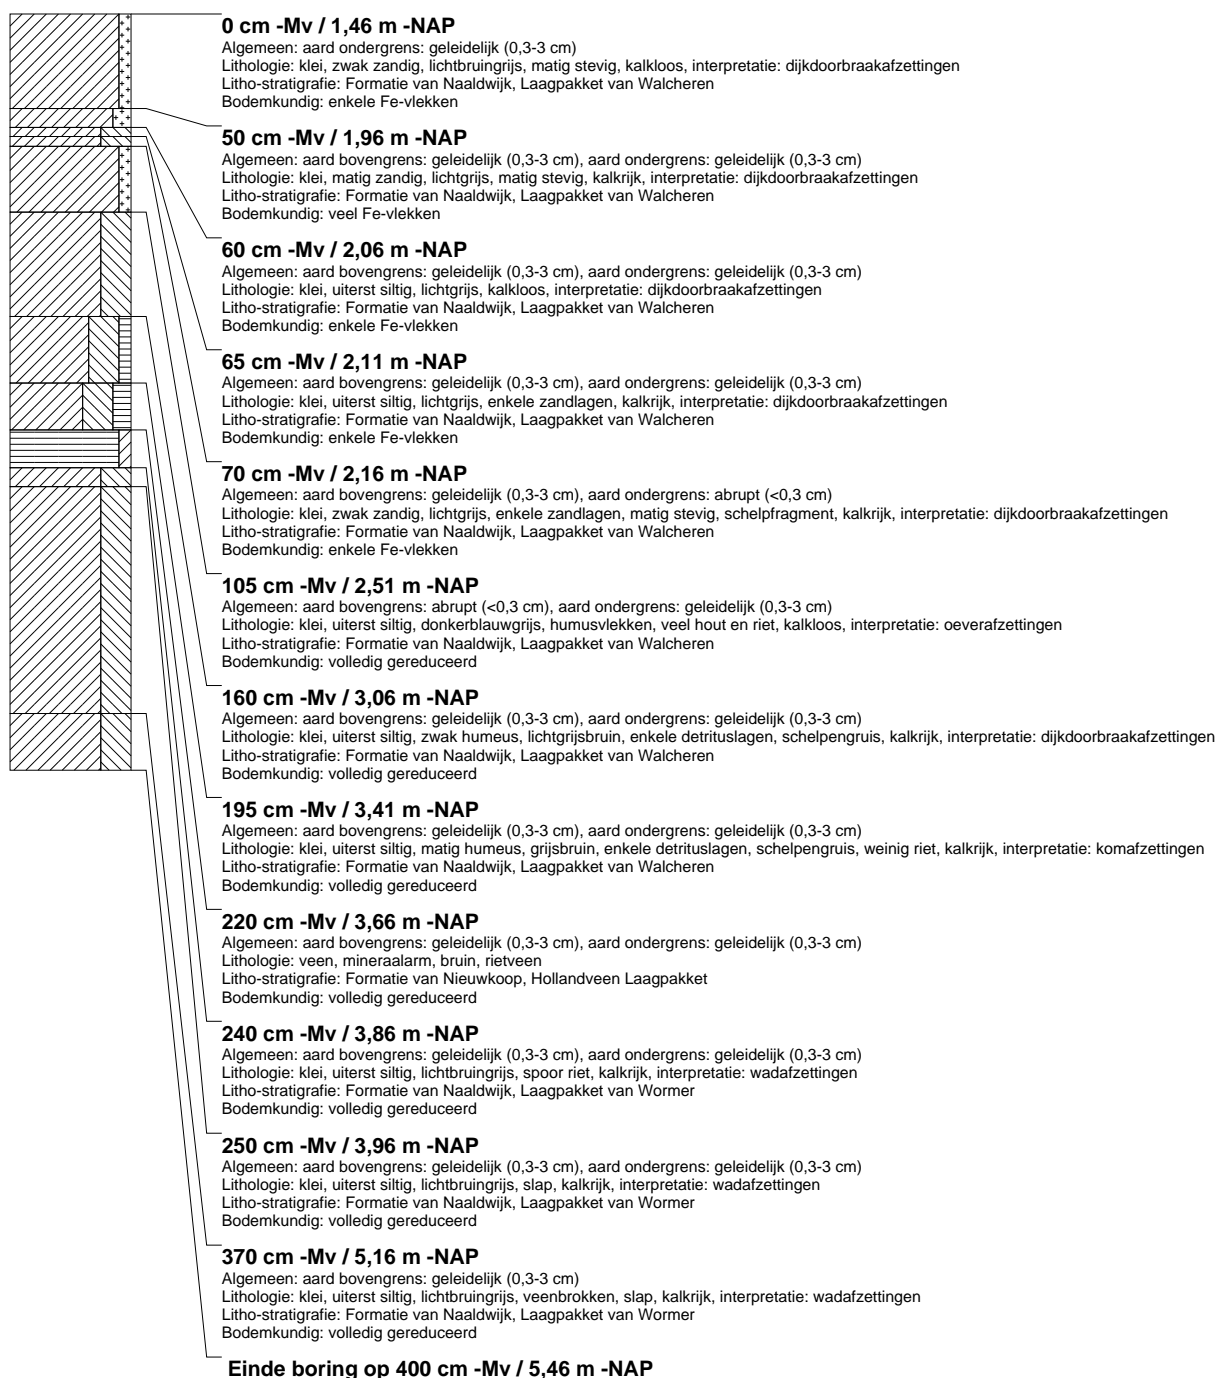 0 cm -Mv / 1,46 m -NAP
Algemeen: aard ondergrens: geleidelijk (0,3-3 cm)
Lithologie: klei, zwak zandig, lichtbruingrijs, matig stevig, kalkloos, interpretatie: dijkdoorbraakafzettingen
Litho-stratigrafie: Formatie van Naaldwijk, Laagpakket van Walcheren
Bodemkundig: enkele Fe-vlekken
50 cm -Mv / 1,96 m -NAP
Algemeen: aard bovengrens: geleidelijk (0,3-3 cm), aard ondergrens: geleidelijk (0,3-3 cm)
Lithologie: klei, matig zandig, lichtgrijs, matig stevig, kalkrijk, interpretatie: dijkdoorbraakafzettingen
Litho-stratigrafie: Formatie van Naaldwijk, Laagpakket van Walcheren
Bodemkundig: veel Fe-vlekken
60 cm -Mv / 2,06 m -NAP
Algemeen: aard bovengrens: geleidelijk (0,3-3 cm), aard ondergrens: geleidelijk (0,3-3 cm)
Lithologie: klei, uiterst siltig, lichtgrijs, kalkloos, interpretatie: dijkdoorbraakafzettingen
Litho-stratigrafie: Formatie van Naaldwijk, Laagpakket van Walcheren
Bodemkundig: enkele Fe-vlekken
65 cm -Mv / 2,11 m -NAP
Algemeen: aard bovengrens: geleidelijk (0,3-3 cm), aard ondergrens: geleidelijk (0,3-3 cm)
Lithologie: klei, uiterst siltig, lichtgrijs, enkele zandlagen, kalkrijk, interpretatie: dijkdoorbraakafzettingen
Litho-stratigrafie: Formatie van Naaldwijk, Laagpakket van Walcheren
Bodemkundig: enkele Fe-vlekken
70 cm -Mv / 2,16 m -NAP
Algemeen: aard bovengrens: geleidelijk (0,3-3 cm), aard ondergrens: abrupt (<0,3 cm)
Lithologie: klei, zwak zandig, lichtgrijs, enkele zandlagen, matig stevig, schelpfragment, kalkrijk, interpretatie: dijkdoorbraakafzettingen
Litho-stratigrafie: Formatie van Naaldwijk, Laagpakket van Walcheren
Bodemkundig: enkele Fe-vlekken
105 cm -Mv / 2,51 m -NAP
Algemeen: aard bovengrens: abrupt (<0,3 cm), aard ondergrens: geleidelijk (0,3-3 cm)
Lithologie: klei, uiterst siltig, donkerblauwgrijs, humusvlekken, veel hout en riet, kalkloos, interpretatie: oeverafzettingen
Litho-stratigrafie: Formatie van Naaldwijk, Laagpakket van Walcheren
Bodemkundig: volledig gereduceerd
160 cm -Mv / 3,06 m -NAP
Algemeen: aard bovengrens: geleidelijk (0,3-3 cm), aard ondergrens: geleidelijk (0,3-3 cm)
Lithologie: klei, uiterst siltig, zwak humeus, lichtgrijsbruin, enkele detrituslagen, schelpengruis, kalkrijk, interpretatie: dijkdoorbraakafzettingen
Litho-stratigrafie: Formatie van Naaldwijk, Laagpakket van Walcheren
Bodemkundig: volledig gereduceerd
195 cm -Mv / 3,41 m -NAP
Algemeen: aard bovengrens: geleidelijk (0,3-3 cm), aard ondergrens: geleidelijk (0,3-3 cm)
Lithologie: klei, uiterst siltig, matig humeus, grijsbruin, enkele detrituslagen, schelpengruis, weinig riet, kalkrijk, interpretatie: komafzettingen
Litho-stratigrafie: Formatie van Naaldwijk, Laagpakket van Walcheren
Bodemkundig: volledig gereduceerd
220 cm -Mv / 3,66 m -NAP
Algemeen: aard bovengrens: geleidelijk (0,3-3 cm), aard ondergrens: geleidelijk (0,3-3 cm)
Lithologie: veen, mineraalarm, bruin, rietveen
Litho-stratigrafie: Formatie van Nieuwkoop, Hollandveen Laagpakket
Bodemkundig: volledig gereduceerd
240 cm -Mv / 3,86 m -NAP
Algemeen: aard bovengrens: geleidelijk (0,3-3 cm), aard ondergrens: geleidelijk (0,3-3 cm)
Lithologie: klei, uiterst siltig, lichtbruingrijs, spoor riet, kalkrijk, interpretatie: wadafzettingen
Litho-stratigrafie: Formatie van Naaldwijk, Laagpakket van Wormer
Bodemkundig: volledig gereduceerd
250 cm -Mv / 3,96 m -NAP
Algemeen: aard bovengrens: geleidelijk (0,3-3 cm), aard ondergrens: geleidelijk (0,3-3 cm)
Lithologie: klei, uiterst siltig, lichtbruingrijs, slap, kalkrijk, interpretatie: wadafzettingen
Litho-stratigrafie: Formatie van Naaldwijk, Laagpakket van Wormer
Bodemkundig: volledig gereduceerd
370 cm -Mv / 5,16 m -NAP
Algemeen: aard bovengrens: geleidelijk (0,3-3 cm)
Lithologie: klei, uiterst siltig, lichtbruingrijs, veenbrokken, slap, kalkrijk, interpretatie: wadafzettingen
Litho-stratigrafie: Formatie van Naaldwijk, Laagpakket van Wormer
Bodemkundig: volledig gereduceerd
Einde boring op 400 cm -Mv / 5,46 m -NAP